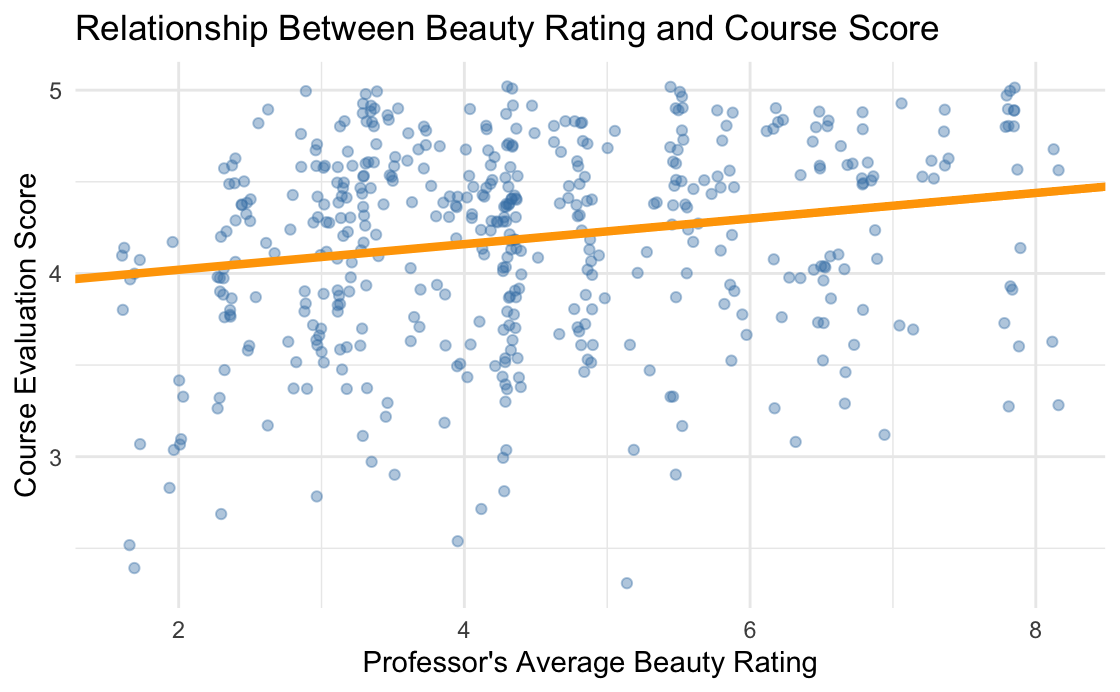 Relationship Between Beauty Rating and Course Score
Course Evaluation Score
5
4
3
2 4 6 8
Professor's Average Beauty Rating